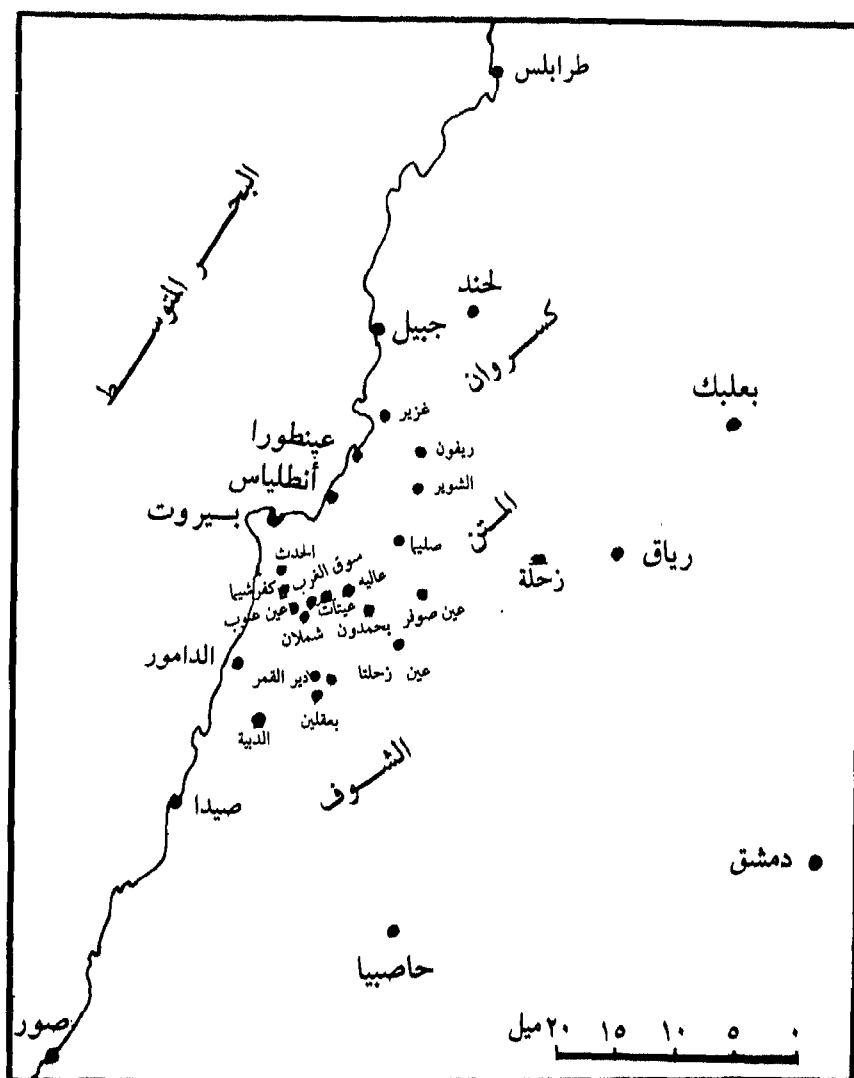 طرابلس
البحر المتوسط
لحفد
جبيل
كسروان
بعلبك
غزير
عينطورا
ريفون
أنطلياس
الشوير
بيروت
المتن
صليما
رياق
زحلة
الحدث
سوق الغرب
عاليه
كفرشيما
عين عنوب
عيتات
عين صوفر
بحمدون
شملان
الدامور
عين زحلتا
دير القمر
بعقلين
الدبية
الشوف
صيدا
دمشق
حاصبيا
صور
٢٠ ميل ١٥ ١٠ ٥ ٠